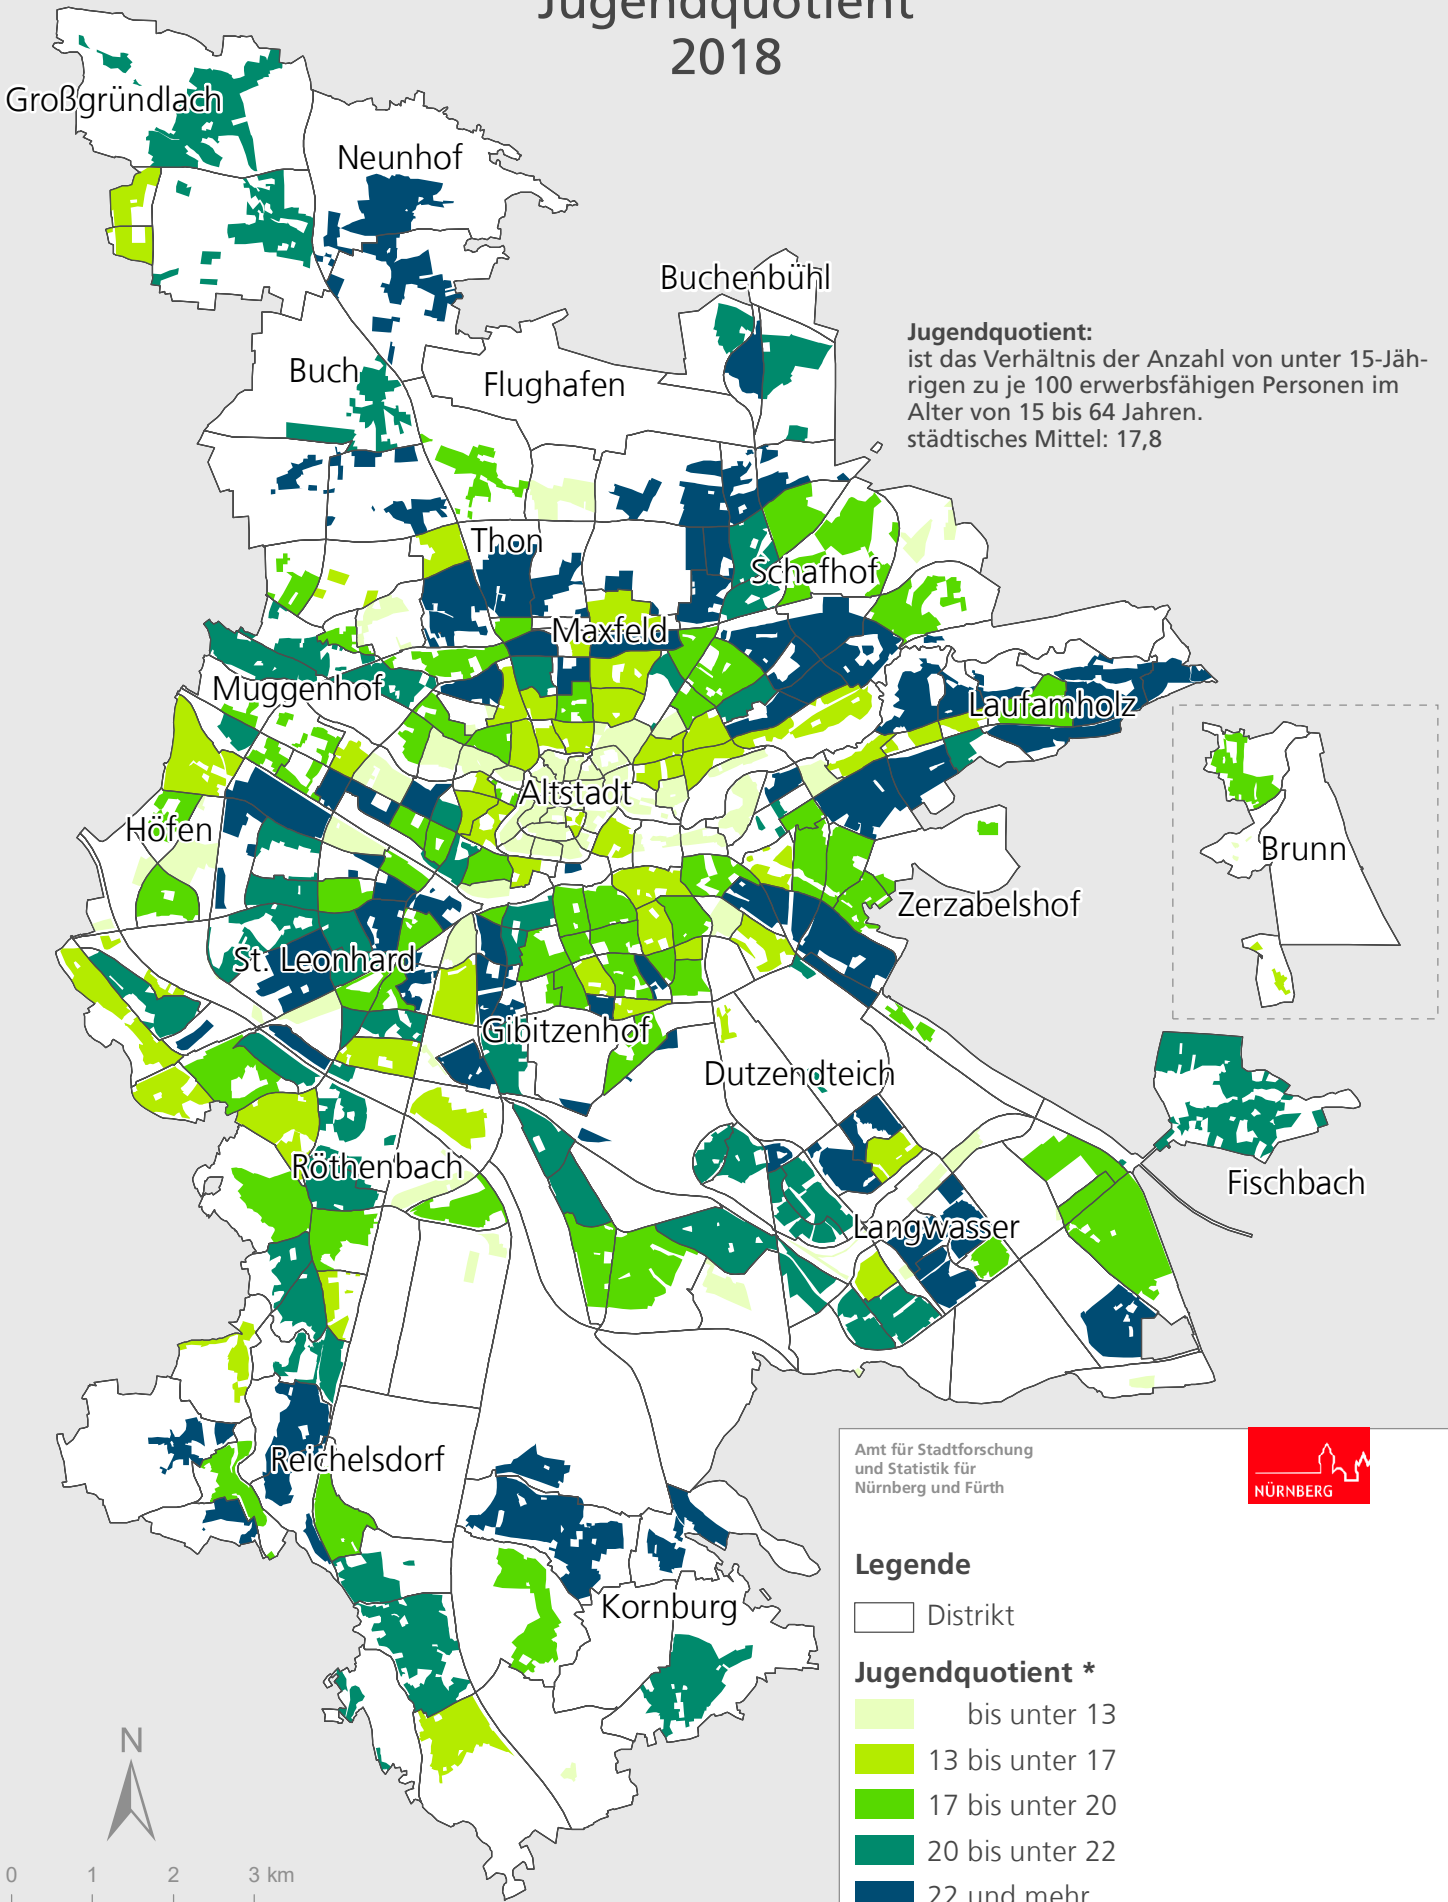 Jugendquotient
2018
Großgründlach
Neunhof
Buchenbühl
Jugendquotient:
ist das Verhältnis der Anzahl von unter 15-Jäh-
rigen zu je 100 erwerbsfähigen Personen im
Alter von 15 bis 64 Jahren.
städtisches Mittel: 17,8
Buch
Flughafen
Thon
Schafhof
Maxfeld
Muggenhof
Laufamholz
Altstadt
Höfen
Brunn
Zerzabelshof
St. Leonhard
Gibitzenhof
Dutzendteich
Röthenbach
Fischbach
Langwasser
Reichelsdorf
Kornburg
Amt für Stadtforschung
und Statistik für
Nürnberg und Fürth
NÜRNBERG
Legende
Distrikt
Jugendquotient *
bis unter 13
13 bis unter 17
17 bis unter 20
20 bis unter 22
22 und mehr
N
0 1 2 3 km